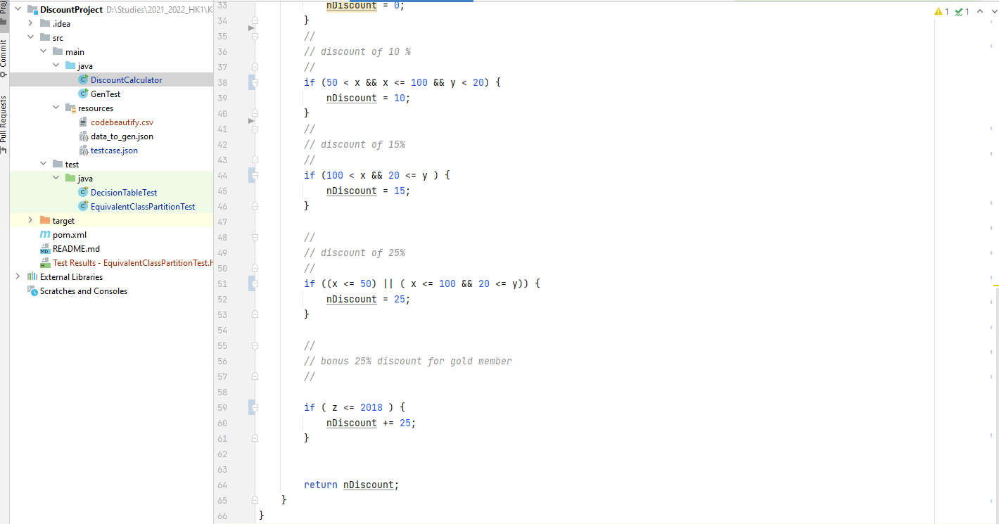 Proj
Commit
Pull Requests
DiscountProject D:\Studies\2021_2022_HK1\K
.idea
src
main
java
DiscountCalculator
GenTest
resources
codebeautify.csv
data_to_gen.json
testcase.json
test
java
DecisionTableTest
EquivalentClassPartitionTest
target
pom.xml
README.md
Test Results - EquivalentClassPartitionTest.h
External Libraries
Scratches and Consoles
1 1
33 nDiscount = 0;
34 }
35 //
36 // discount of 10 %
37 //
38 if (50 < x && x <= 100 && y < 20) {
39 nDiscount = 10;
40 }
41 //
42 // discount of 15%
43 //
44 if (100 < x && 20 <= y ) {
45 nDiscount = 15;
46 }
47
48 //
49 // discount of 25%
50 //
51 if ((x <= 50) || ( x <= 100 && 20 <= y)) {
52 nDiscount = 25;
53 }
54
55 //
56 // bonus 25% discount for gold member
57 //
58
59 if ( z <= 2018 ) {
60 nDiscount += 25;
61 }
62
63
64 return nDiscount;
65 }
66 }